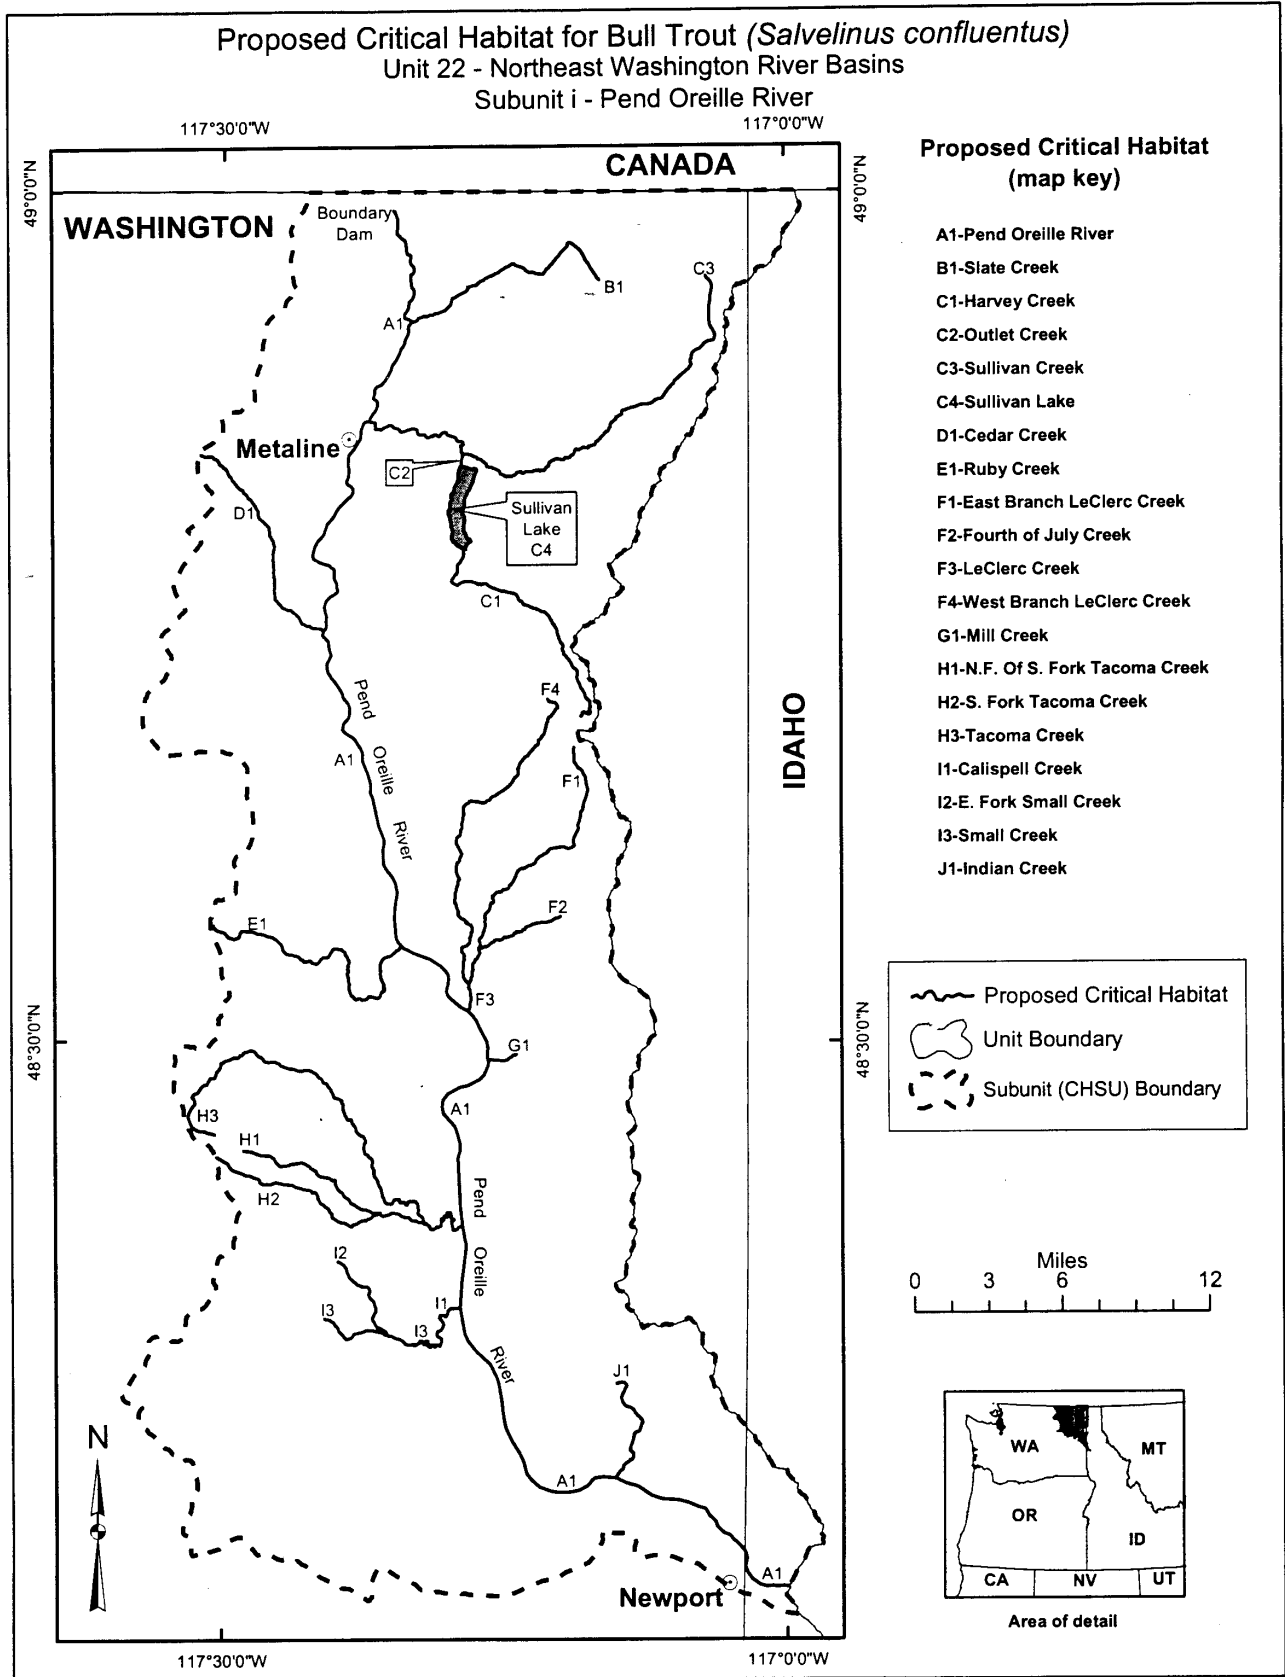 Proposed Critical Habitat for Bull Trout (Salvelinus confluentus)
Unit 22 - Northeast Washington River Basins
Subunit i - Pend Oreille River
117°30'0"W
117°0'0"W
49°0'0"N
49°0'0"N
CANADA
WASHINGTON
Boundary
Dam
B1
C3
A1
Metaline
C2
Sullivan
Lake
C4
D1
C1
F4
Pend
Oreille
River
A1
F1
IDAHO
F2
E1
F3
G1
48°30'0"N
48°30'0"N
A1
H3
H1
H2
Pend
Oreille
River
I2
I1
I3
I3
J1
A1
N
A1
Newport
117°30'0"W
117°0'0"W
Proposed Critical Habitat
(map key)
A1-Pend Oreille River
B1-Slate Creek
C1-Harvey Creek
C2-Outlet Creek
C3-Sullivan Creek
C4-Sullivan Lake
D1-Cedar Creek
E1-Ruby Creek
F1-East Branch LeClerc Creek
F2-Fourth of July Creek
F3-LeClerc Creek
F4-West Branch LeClerc Creek
G1-Mill Creek
H1-N.F. Of S. Fork Tacoma Creek
H2-S. Fork Tacoma Creek
H3-Tacoma Creek
I1-Calispell Creek
I2-E. Fork Small Creek
I3-Small Creek
J1-Indian Creek
Proposed Critical Habitat
Unit Boundary
Subunit (CHSU) Boundary
Miles
0 3 6 12
WA
MT
OR
ID
CA
NV
UT
Area of detail